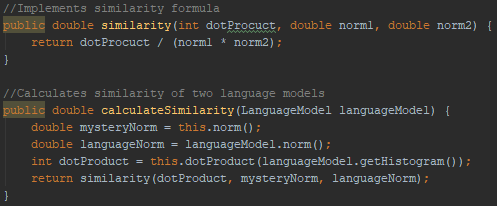 //Implements similarity formula
public double similarity(int dotProcuct, double norm1, double norm2) {
return dotProcuct / (norm1 * norm2);
}
//Calculates similarity of two language models
public double calculateSimilarity(LanguageModel languageModel) {
double mysteryNorm = this.norm();
double languageNorm = languageModel.norm();
int dotProduct = this.dotProduct(languageModel.getHistogram());
return similarity(dotProduct, mysteryNorm, languageNorm);
}